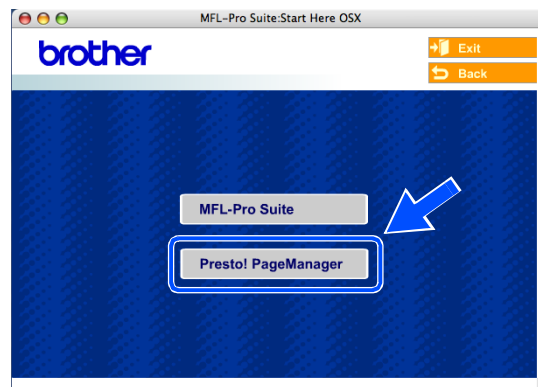 MFL-Pro Suite:Start Here OSX
brother
Exit
Back
MFL-Pro Suite
Presto! PageManager